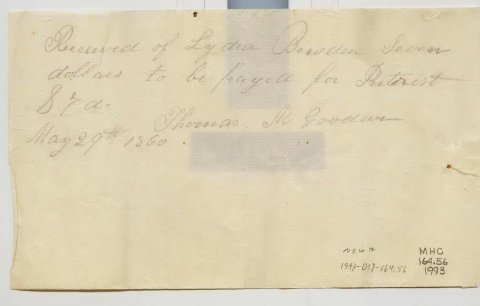 Received of Lydia Bowden Seven
dollars to be payed for Interest
$7 d.
Thomas M Goodwin
May 29th 1860
New #
1993-037-164.56
MHC
164.56
1993